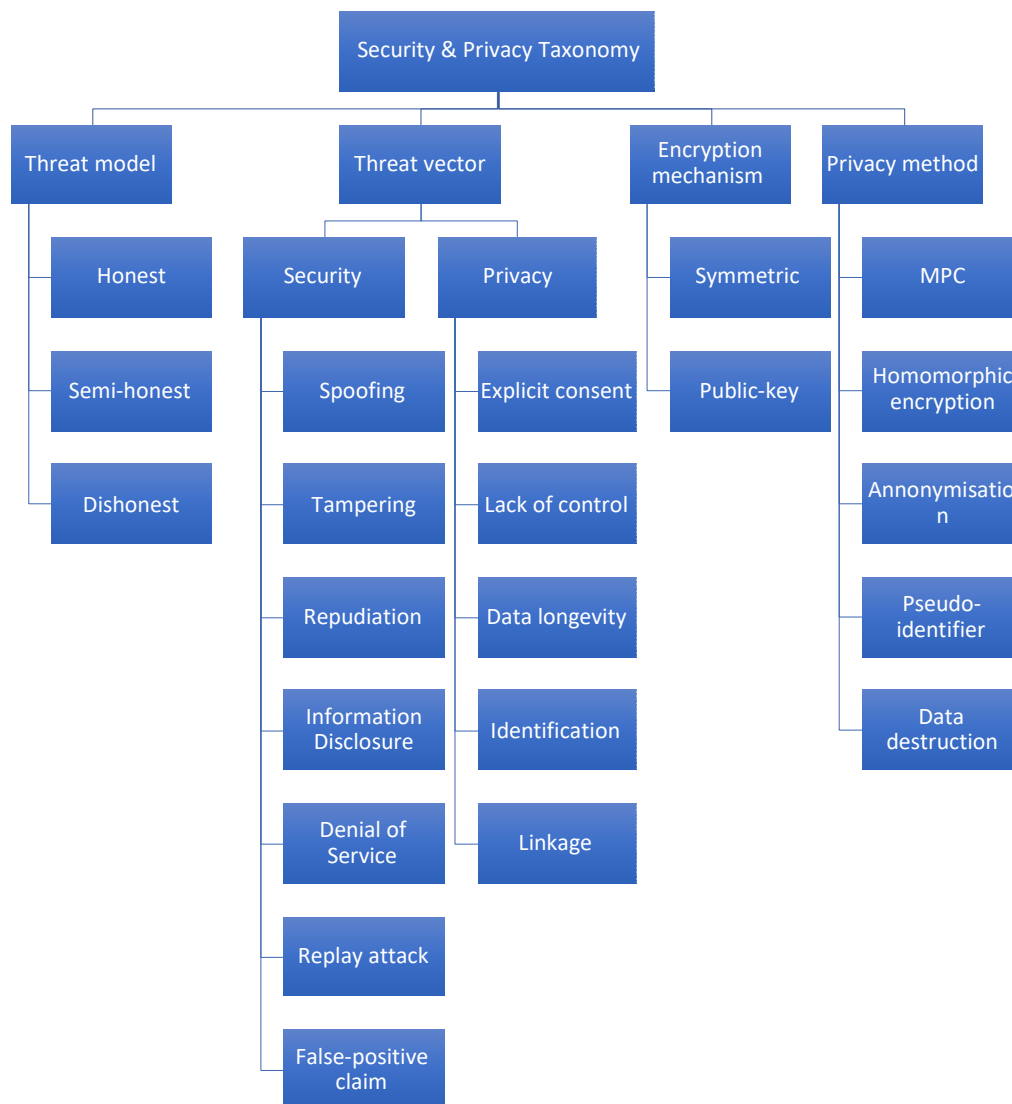 Security & Privacy Taxonomy
Threat model
Threat vector
Encryption
mechanism
Privacy method
Honest
Semi-honest
Dishonest
Security
Privacy
Spoofing
Tampering
Repudiation
Information
Disclosure
Denial of
Service
Replay attack
False-positive
claim
Explicit consent
Lack of control
Data longevity
Identification
Linkage
Symmetric
Public-key
MPC
Homomorphic
encryption
Annonymisatio
n
Pseudo-
identifier
Data
destruction